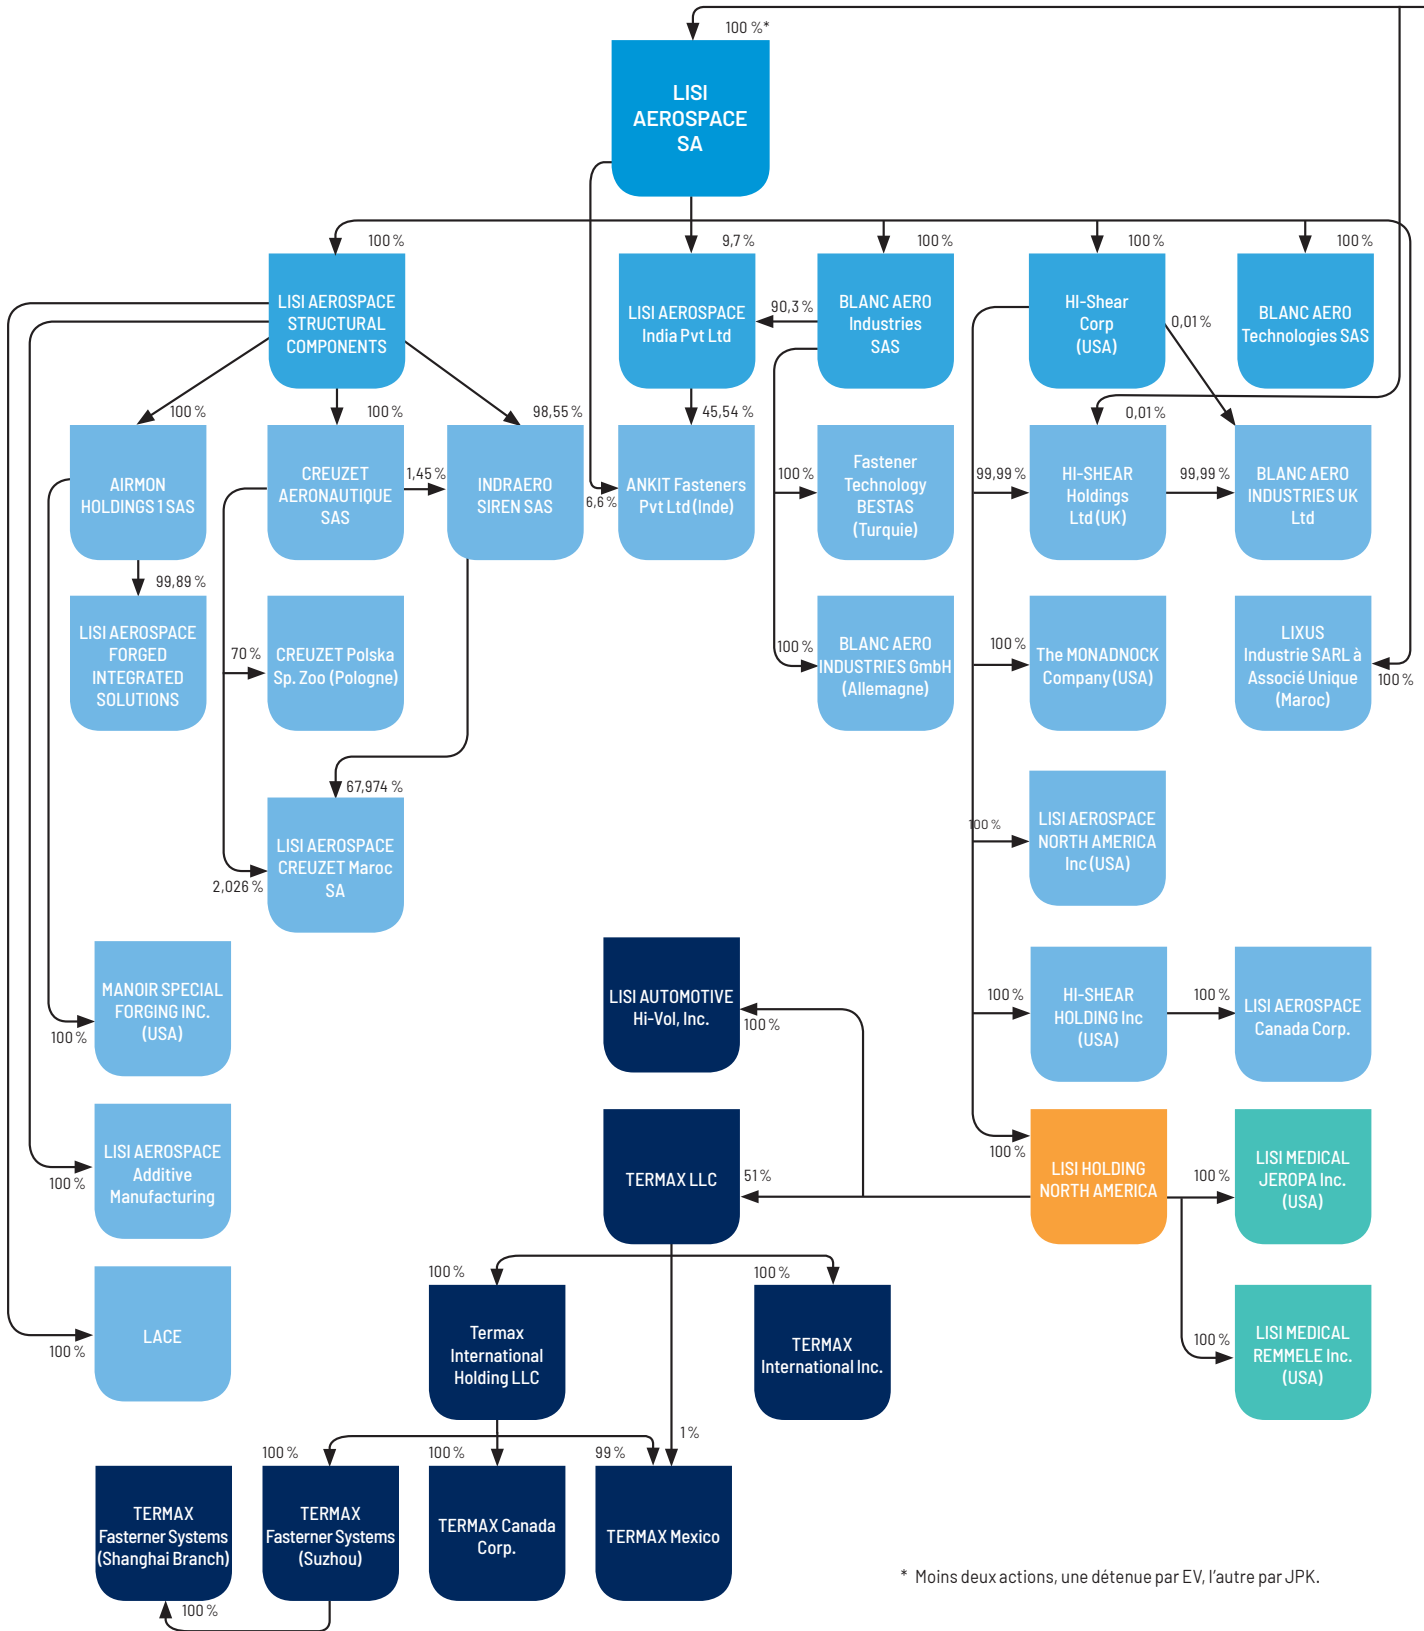 100 %*
LISI
AEROSPACE
SA
100 %
9,7 %
100 %
100 %
100 %
LISI AEROSPACE
STRUCTURAL
COMPONENTS
LISI AEROSPACE
India Pvt Ltd
90,3 %
BLANC AERO
Industries
SAS
HI-Shear
Corp
(USA)
0,01 %
BLANC AERO
Technologies SAS
100 %
100 %
98,55 %
45,54 %
0,01 %
AIRMON
HOLDINGS 1 SAS
CREUZET
AERONAUTIQUE
SAS
1,45 %
INDRAERO
SIREN SAS
6,6 %
ANKIT Fasteners
Pvt Ltd (Inde)
100 %
Fastener
Technology
BESTAS
(Turquie)
99,99 %
HI-SHEAR
Holdings
Ltd (UK)
99,99 %
BLANC AERO
INDUSTRIES UK
Ltd
99,89 %
LISI AEROSPACE
FORGED
INTEGRATED
SOLUTIONS
70 %
CREUZET Polska
Sp. Zoo (Pologne)
100 %
BLANC AERO
INDUSTRIES GmbH
(Allemagne)
100 %
The MONADNOCK
Company (USA)
LIXUS
Industrie SARL à
Associé Unique
(Maroc)
100 %
67,974 %
LISI AEROSPACE
CREUZET Maroc
SA
2,026 %
100 %
LISI AEROSPACE
NORTH AMERICA
Inc (USA)
MANOIR SPECIAL
FORGING INC.
(USA)
100 %
LISI AUTOMOTIVE
Hi-Vol, Inc.
100 %
100 %
HI-SHEAR
HOLDING Inc
(USA)
100 %
LISI AEROSPACE
Canada Corp.
LISI AEROSPACE
Additive
Manufacturing
100 %
TERMAX LLC
51 %
100 %
LISI HOLDING
NORTH AMERICA
100 %
LISI MEDICAL
JEROPA Inc.
(USA)
LACE
100 %
100 %
Termax
International
Holding LLC
100 %
TERMAX
International Inc.
100 %
LISI MEDICAL
REMMELE Inc.
(USA)
1 %
100 %
100 %
99 %
TERMAX
Fasterner Systems
(Shanghai Branch)
TERMAX
Fasterner Systems
(Suzhou)
TERMAX Canada
Corp.
TERMAX Mexico
100 %
* Moins deux actions, une détenue par EV, l'autre par JPK.